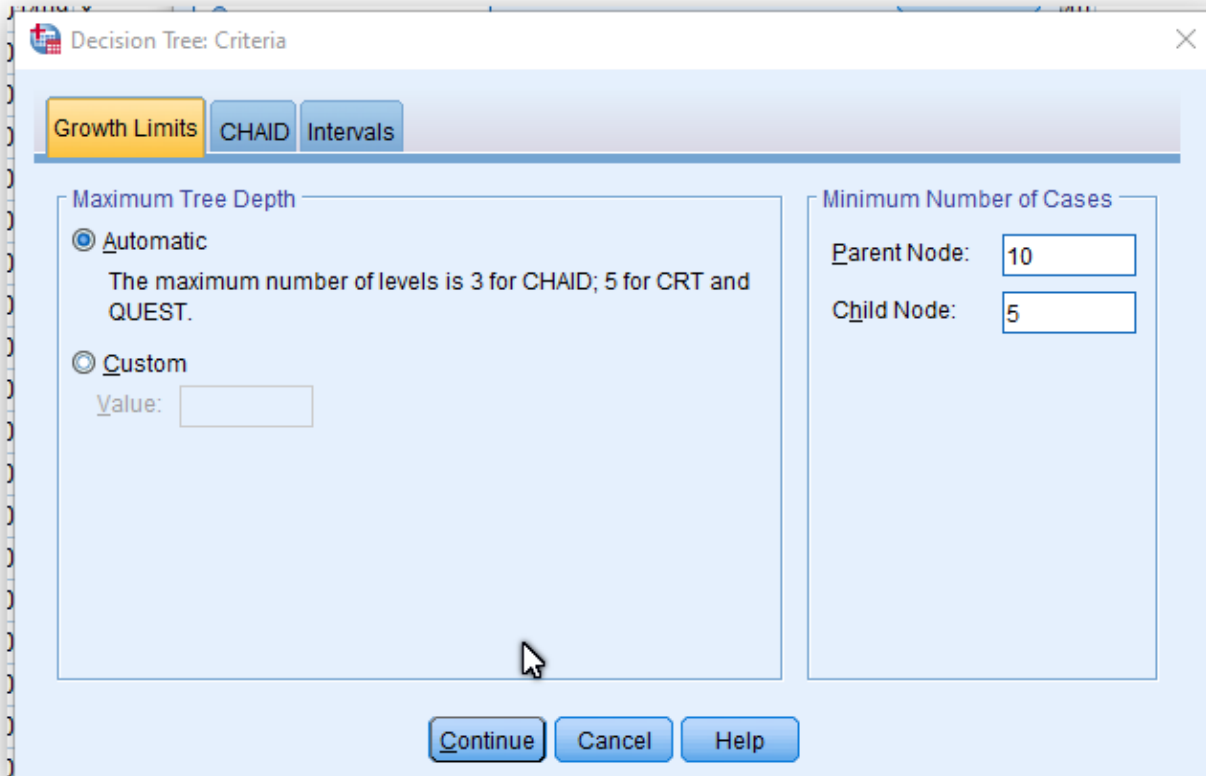 Decision Tree: Criteria
Growth Limits CHAID Intervals
Maximum Tree Depth
Automatic
The maximum number of levels is 3 for CHAID; 5 for CRT and
QUEST.
Custom
Value:
Minimum Number of Cases
Parent Node: 10
Child Node: 5
Continue Cancel Help